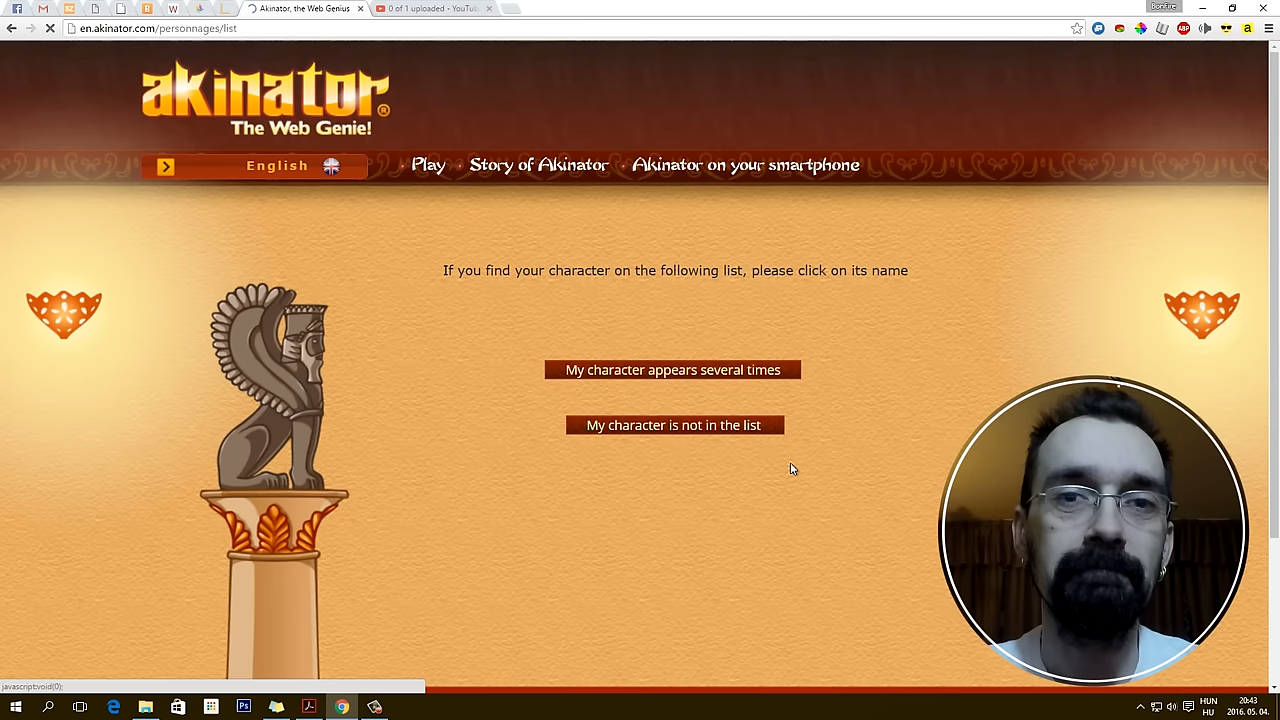 Akinator, the Web Genius
0 of 1 uploaded - YouTu
BonFire
en.akinator.com/personnages/list
ABP
akinator®
The Web Genie!
English
· Play · Story of Akinator · Akinator on your smartphone
If you find your character on the following list, please click on its name
My character appears several times
My character is not in the list
javascript:void(0);
HUN
HU
20:43
2016. 05. 04.